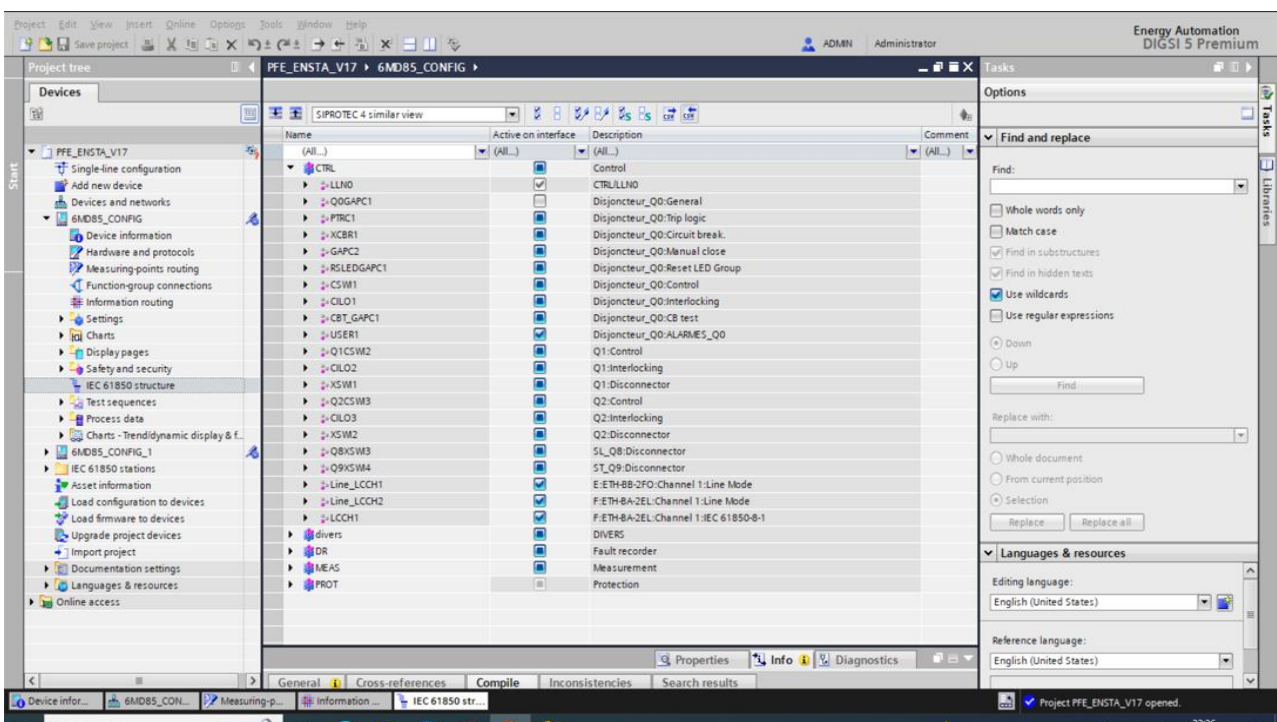 Project Edit View Insert Online Options Tools Window Help
Energy Automation
DIGSI 5 Premium
Save project
ADMIN Administrator
Project tree
PFE_ENSTA_V17 ▸ 6MD85_CONFIG ▸
Tasks
Devices
Options
Start
Tasks
Libraries
SIPROTEC 4 similar view
Name Active on interface Description Comment
(All...) (All...) (All...) (All...)
PFE_ENSTA_V17
Single-line configuration
Add new device
Devices and networks
6MD85_CONFIG
Device information
Hardware and protocols
Measuring-points routing
Function-group connections
Information routing
Settings
Charts
Display pages
Safety and security
IEC 61850 structure
Test sequences
Process data
Charts - Trend/dynamic display & f...
6MD85_CONFIG_1
IEC 61850 stations
Asset information
Load configuration to devices
Load firmware to devices
Upgrade project devices
Import project
Documentation settings
Languages & resources
Online access
CTRL Control
LLN0 CTRL/LLN0
Q0GAPC1 Disjoncteur_Q0:General
PTRC1 Disjoncteur_Q0:Trip logic
XCBR1 Disjoncteur_Q0:Circuit break.
GAPC2 Disjoncteur_Q0:Manual close
RSLEDGAPC1 Disjoncteur_Q0:Reset LED Group
CSWI1 Disjoncteur_Q0:Control
CILO1 Disjoncteur_Q0:Interlocking
CBT_GAPC1 Disjoncteur_Q0:CB test
USER1 Disjoncteur_Q0:ALARMES_Q0
Q1CSWI2 Q1:Control
CILO2 Q1:Interlocking
XSWI1 Q1:Disconnector
Q2CSWI3 Q2:Control
CILO3 Q2:Interlocking
XSWI2 Q2:Disconnector
Q8XSWI3 SL_Q8:Disconnector
Q9XSWI4 ST_Q9:Disconnector
Line_LCCH1 E:ETH-BB-2FO:Channel 1:Line Mode
Line_LCCH2 F:ETH-BA-2EL:Channel 1:Line Mode
LCCH1 F:ETH-BA-2EL:Channel 1:IEC 61850-8-1
divers DIVERS
DR Fault recorder
MEAS Measurement
PROT Protection
Find and replace
Find:
Whole words only
Match case
Find in substructures
Find in hidden texts
Use wildcards
Use regular expressions
Down
Up
Find
Replace with:
Whole document
From current position
Selection
Replace Replace all
Languages & resources
Editing language:
English (United States)
Reference language:
English (United States)
Properties Info Diagnostics
General Cross-references Compile Inconsistencies Search results
Device infor... 6MD85_CON... Measuring-p... Information ... IEC 61850 str...
Project PFE_ENSTA_V17 opened.